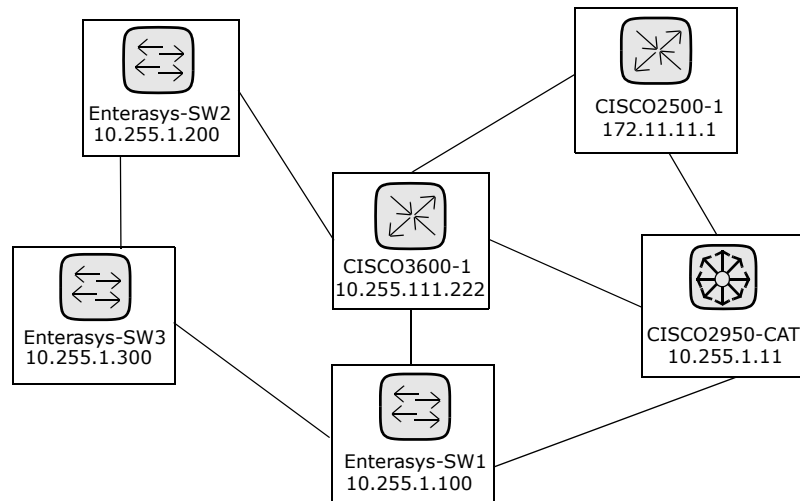 Enterasys-SW2
10.255.1.200
CISCO2500-1
172.11.11.1
CISCO3600-1
10.255.111.222
Enterasys-SW3
10.255.1.300
CISCO2950-CAT
10.255.1.11
Enterasys-SW1
10.255.1.100